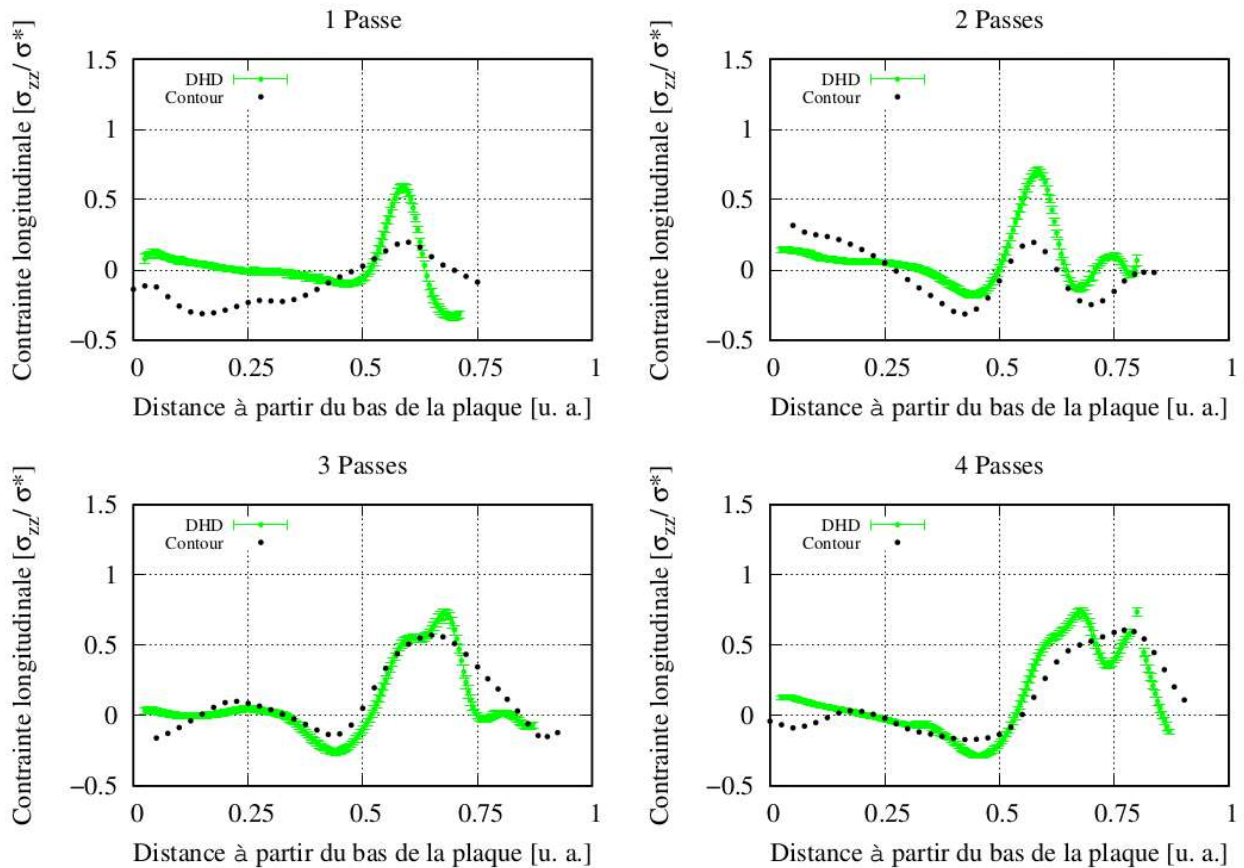 1 Passe
Contrainte longitudinale [σzz/ σ*]
1.5
1
0.5
0
−0.5
DHD
Contour
0
0.25
0.5
0.75
1
Distance à partir du bas de la plaque [u. a.]
2 Passes
Contrainte longitudinale [σzz/ σ*]
1.5
1
0.5
0
−0.5
DHD
Contour
0
0.25
0.5
0.75
1
Distance à partir du bas de la plaque [u. a.]
3 Passes
Contrainte longitudinale [σzz/ σ*]
1.5
1
0.5
0
−0.5
DHD
Contour
0
0.25
0.5
0.75
1
Distance à partir du bas de la plaque [u. a.]
4 Passes
Contrainte longitudinale [σzz/ σ*]
1.5
1
0.5
0
−0.5
DHD
Contour
0
0.25
0.5
0.75
1
Distance à partir du bas de la plaque [u. a.]